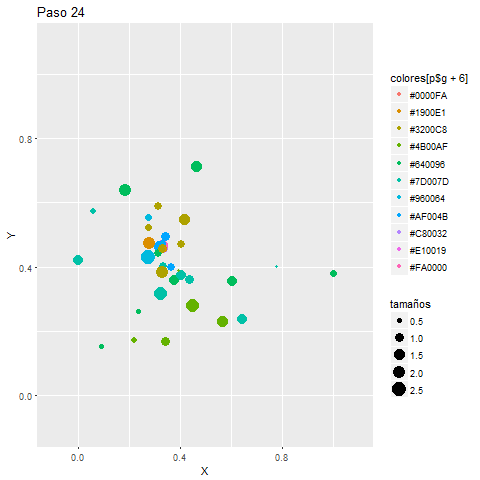 Paso 24
Y
0.8
0.4
0.0
0.0
0.4
0.8
X
colores[p$g + 6]
#0000FA
#1900E1
#3200C8
#4B00AF
#640096
#7D007D
#960064
#AF004B
#C80032
#E10019
#FA0000
tamaños
0.5
1.0
1.5
2.0
2.5